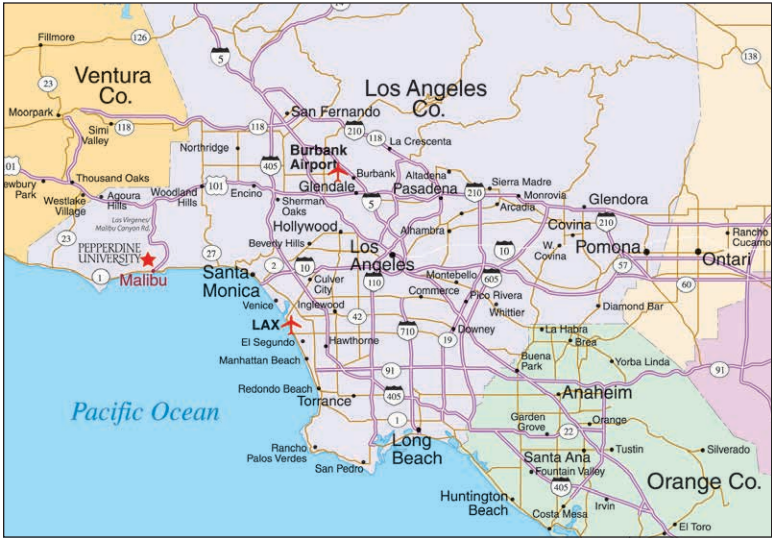 14
5
126
138
Fillmore
Ventura
Co.
23
Los Angeles
Co.
Moorpark
Simi
Valley
118
118
San Fernando
210
118
La Crescenta
Northridge
405
Burbank
Airport
Burbank
Altadena
Sierra Madre
101
ewbury
Park
Thousand Oaks
Westlake
Village
Agoura
Hills
Woodland
Hills
101
Encino
Glendale
Pasadena
210
Monrovia
Glendora
Sherman
Oaks
5
Arcadia
Las Virgenes/
Malibu Canyon Rd.
Hollywood
Alhambra
Covina
210
23
PEPPERDINE
UNIVERSITY
27
Beverly Hills
Los
Angeles
10
W.
Covina
Pomona
Rancho
Cucamo
Ontari
1
Malibu
Santa
Monica
2
10
Culver
City
110
Montebello
605
57
60
Commerce
Pico Rivera
Venice
Inglewood
42
Whittier
Diamond Bar
LAX
710
19
Downey
La Habra
Brea
El Segundo
Hawthorne
Manhattan Beach
Buena
Park
Yorba Linda
91
91
Redondo Beach
Torrance
405
Anaheim
Pacific Ocean
1
Garden
Grove
Orange
22
Long
Beach
Rancho
Palos Verdes
San Pedro
Santa Ana
Tustin
Silverado
Fountain Valley
Orange Co.
405
Huntington
Beach
Irvin
Costa Mesa
El Toro